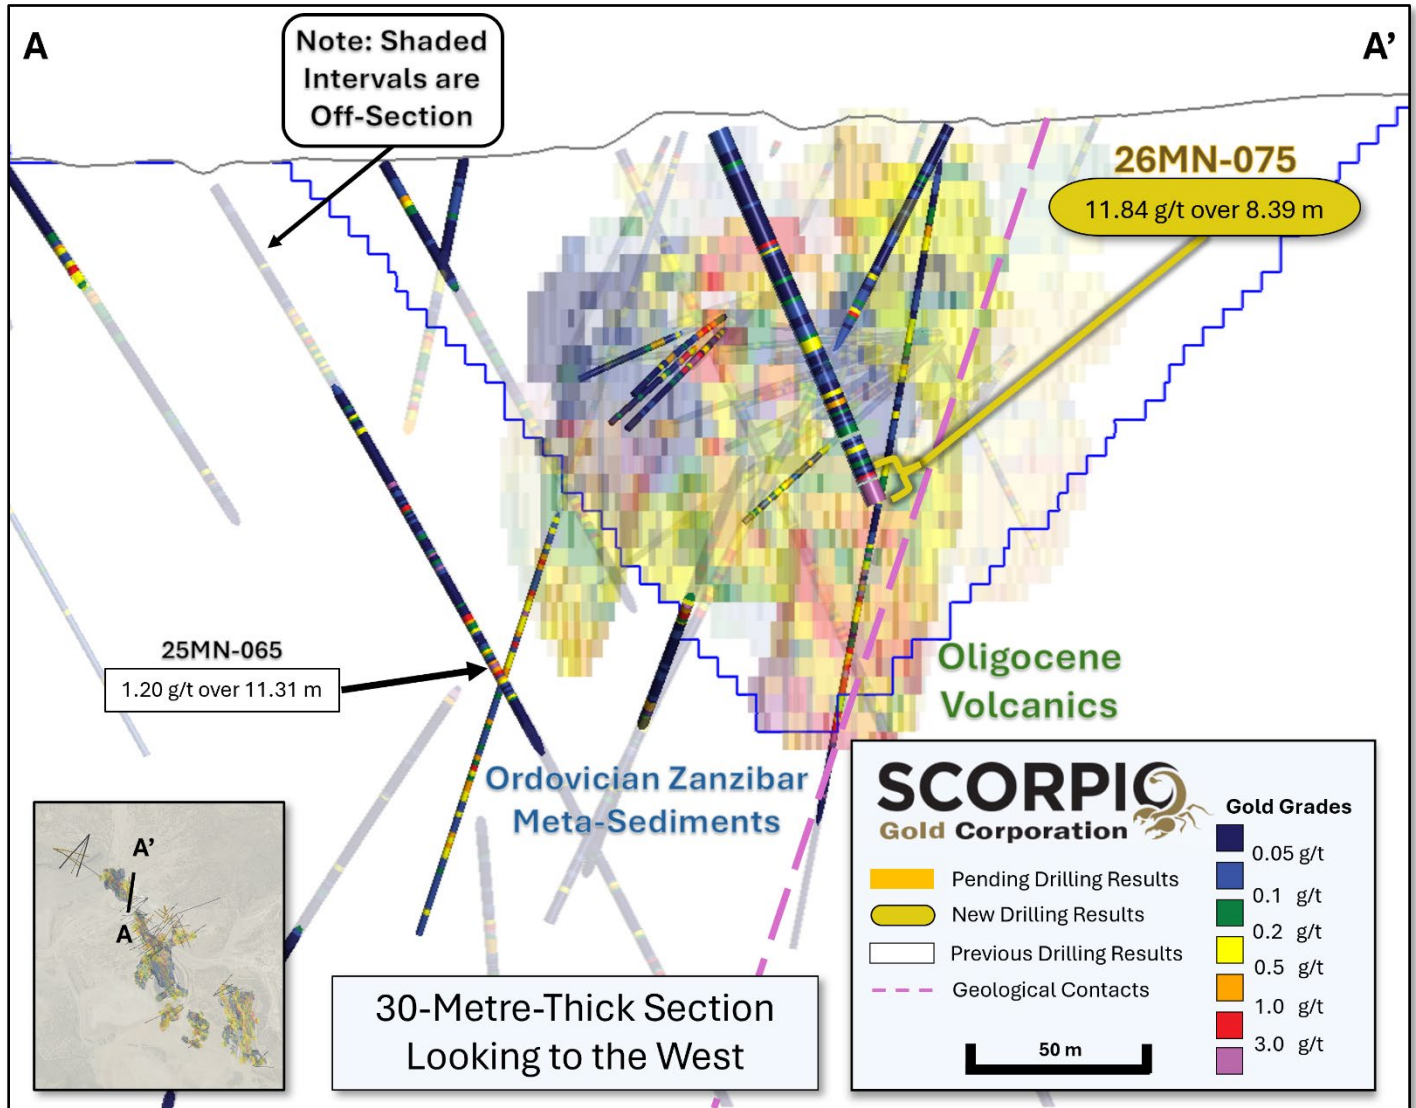 A
Note: Shaded
Intervals are
Off-Section
A’
26MN-075
11.84 g/t over 8.39 m
25MN-065
1.20 g/t over 11.31 m
Oligocene
Volcanics
Ordovician Zanzibar
Meta-Sediments
A’
A
30-Metre-Thick Section
Looking to the West
SCORPIO
Gold Corporation
Pending Drilling Results
New Drilling Results
Previous Drilling Results
Geological Contacts
50 m
Gold Grades
0.05 g/t
0.1 g/t
0.2 g/t
0.5 g/t
1.0 g/t
3.0 g/t